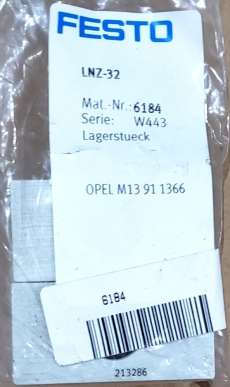 FESTO
LNZ-32
Mat.-Nr.: 6184
Serie: W443
Lagerstueck
OPEL M13 91 1366
6184
213286